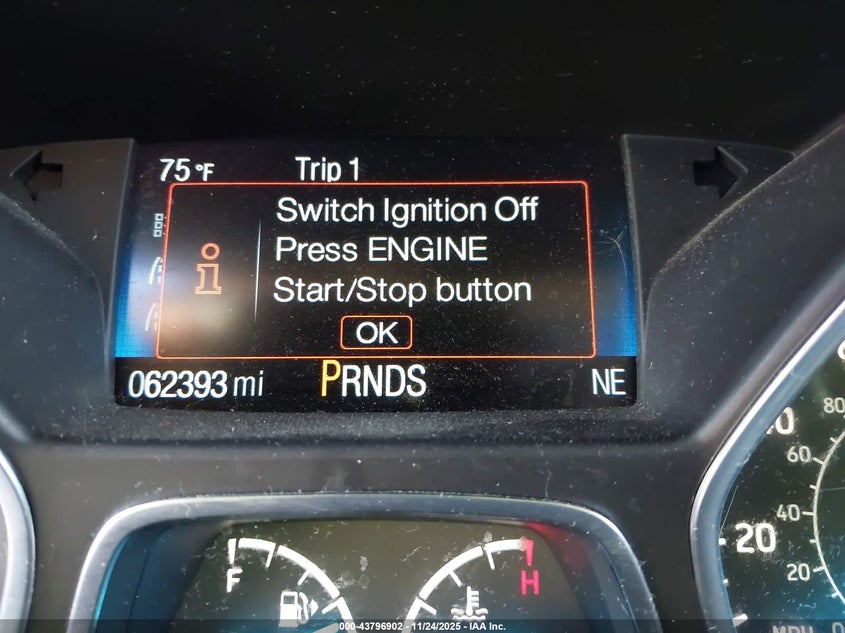 75°F Trip 1
Switch Ignition Off
Press ENGINE
Start/Stop button
i
OK
062393 mi PRNDS NE
80
60
40
20
20
F
H
000-43796902 - 11/24/2025 - IAA Inc.